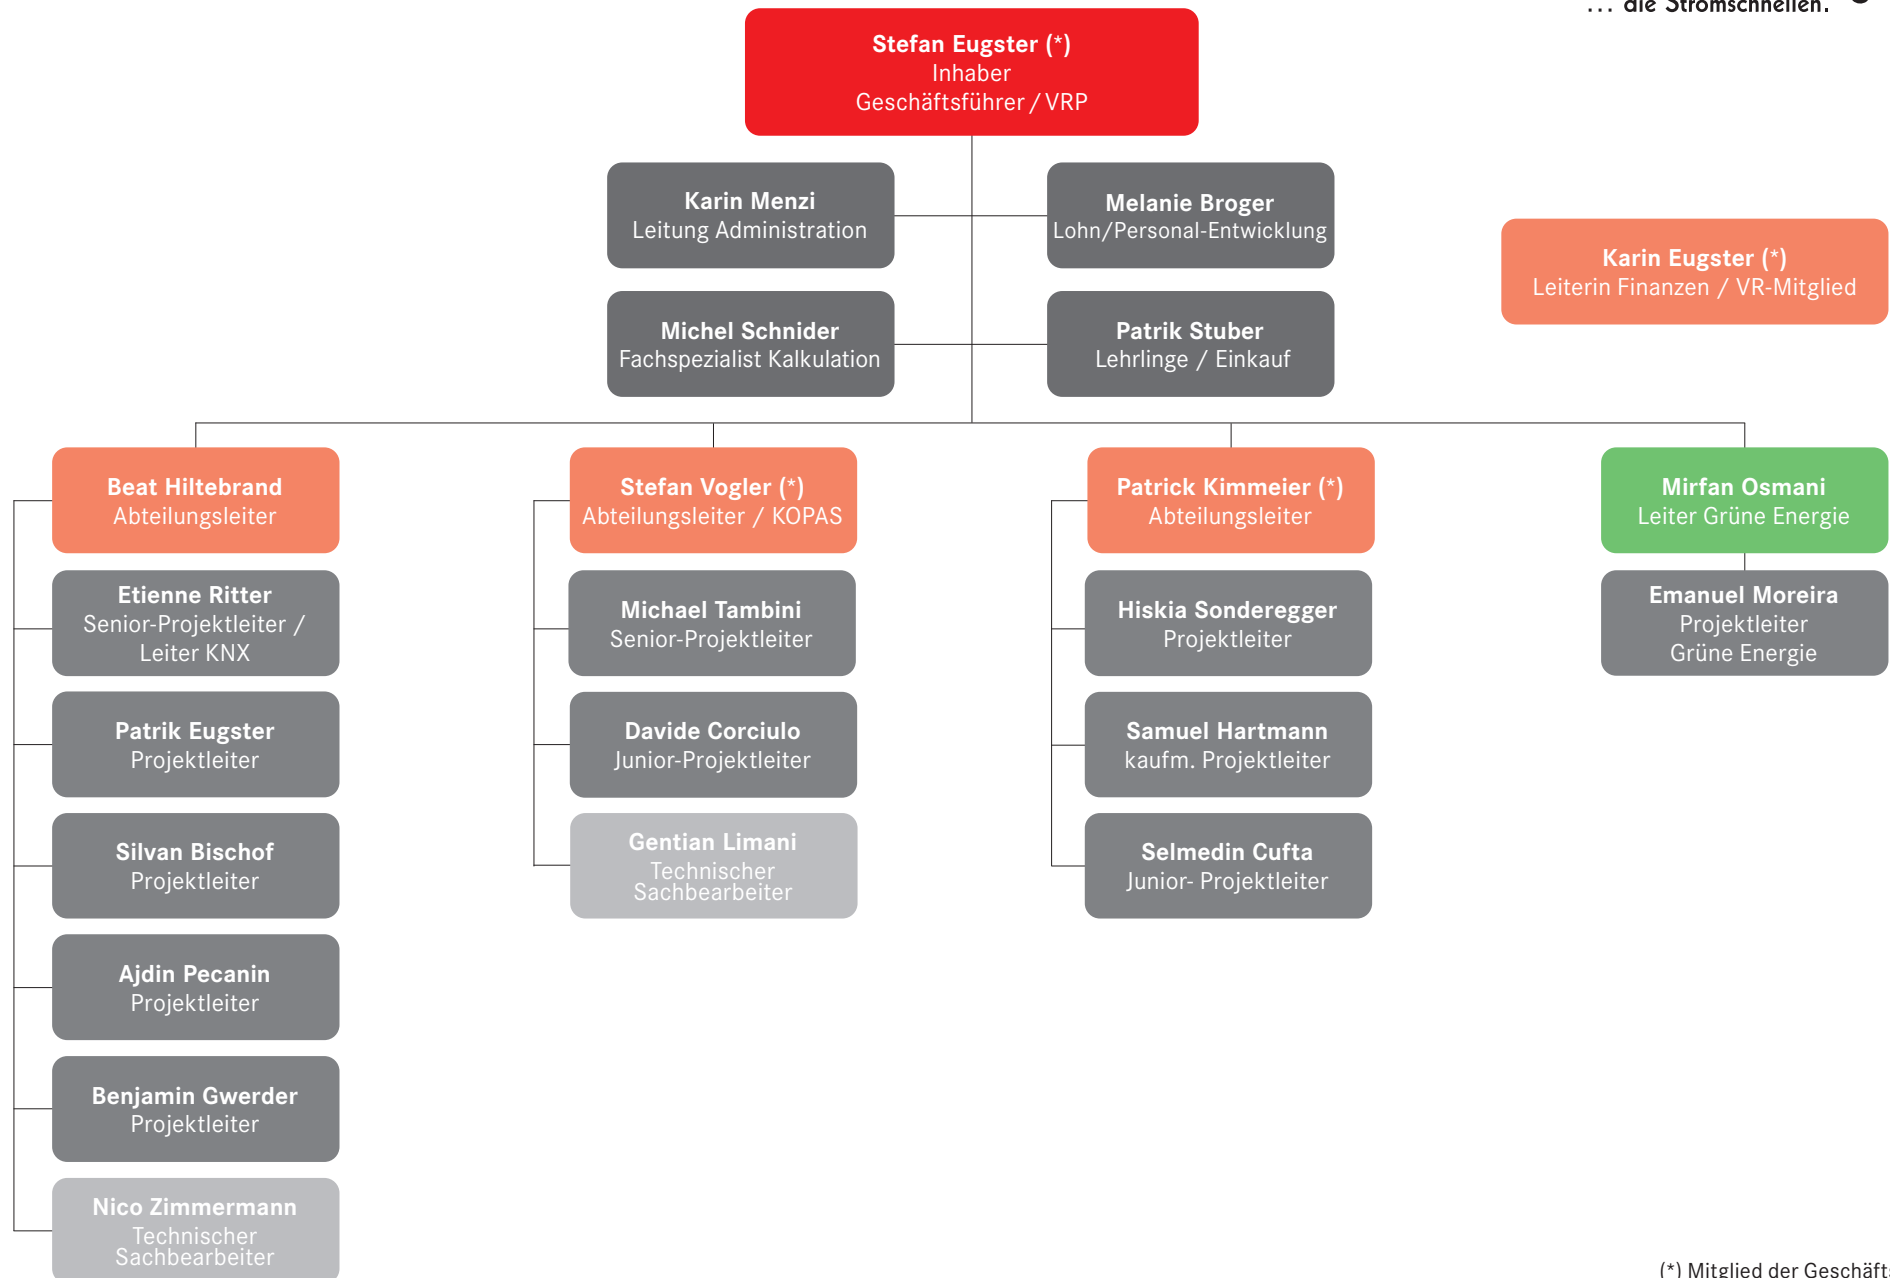 ... die Stromschnellen.
Stefan Eugster (*)
Inhaber
Geschäftsführer / VRP
Karin Menzi
Leitung Administration
Melanie Broger
Lohn/Personal-Entwicklung
Karin Eugster (*)
Leiterin Finanzen / VR-Mitglied
Michel Schnider
Fachspezialist Kalkulation
Patrik Stuber
Lehrlinge / Einkauf
Beat Hiltebrand
Abteilungsleiter
Etienne Ritter
Senior-Projektleiter /
Leiter KNX
Patrik Eugster
Projektleiter
Silvan Bischof
Projektleiter
Ajdin Pecanin
Projektleiter
Benjamin Gwerder
Projektleiter
Nico Zimmermann
Technischer
Sachbearbeiter
Stefan Vogler (*)
Abteilungsleiter / KOPAS
Michael Tambini
Senior-Projektleiter
Davide Corciulo
Junior-Projektleiter
Gentian Limani
Technischer
Sachbearbeiter
Patrick Kimmeier (*)
Abteilungsleiter
Hiskia Sonderegger
Projektleiter
Samuel Hartmann
kaufm. Projektleiter
Selmedin Cufta
Junior- Projektleiter
Mirfan Osmani
Leiter Grüne Energie
Emanuel Moreira
Projektleiter
Grüne Energie
(*) Mitglied der